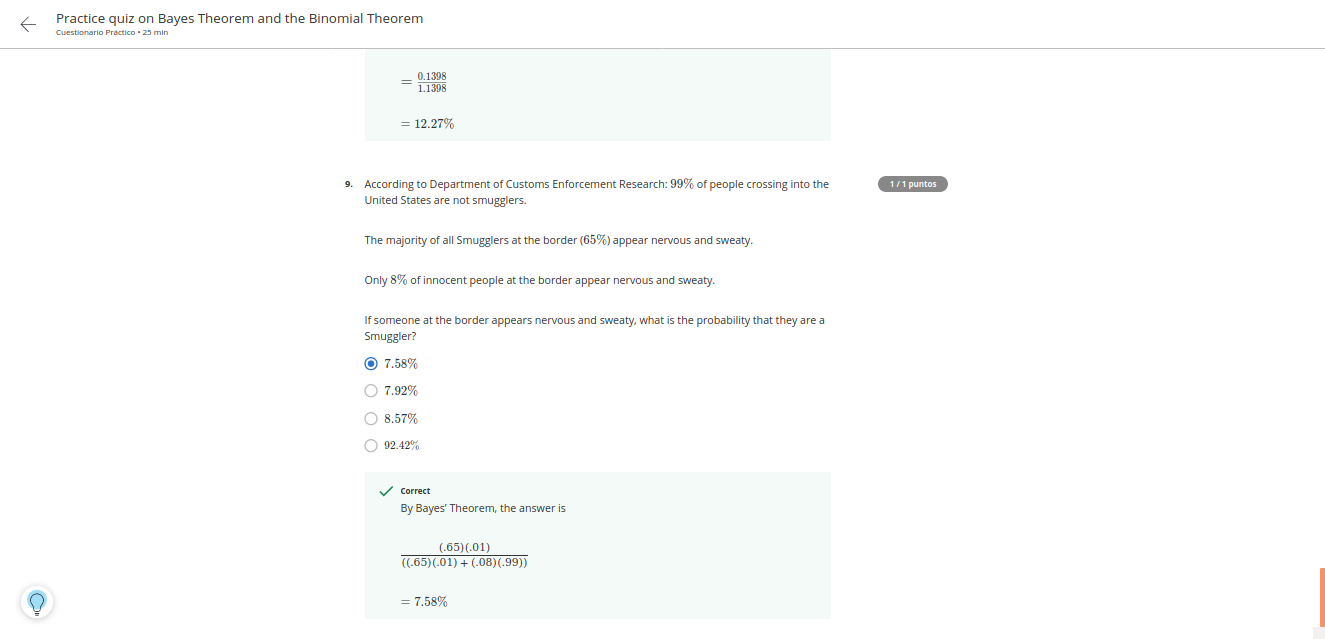 Practice quiz on Bayes Theorem and the Binomial Theorem
Cuestionario Práctico • 25 min
= 0.1398
1.1398
= 12.27%
9. According to Department of Customs Enforcement Research: 99% of people crossing into the
1 / 1 puntos
United States are not smugglers.
The majority of all Smugglers at the border (65%) appear nervous and sweaty.
Only 8% of innocent people at the border appear nervous and sweaty.
If someone at the border appears nervous and sweaty, what is the probability that they are a
Smuggler?
7.58%
7.92%
8.57%
92.42%
Correct
By Bayes' Theorem, the answer is
(.65)(.01)
((.65)(.01) + (.08)(.99))
= 7.58%